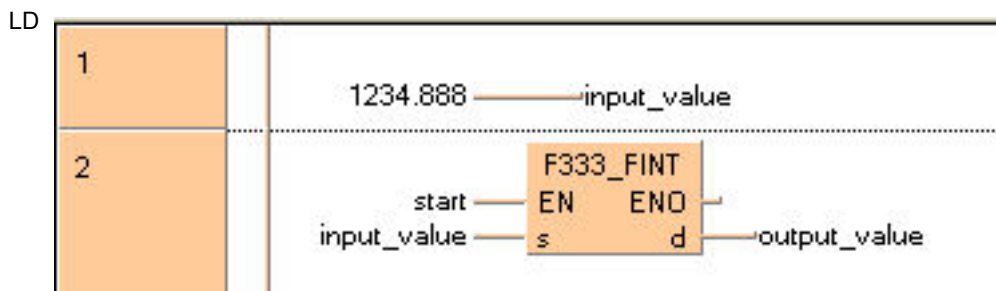 LD
1
1234.888 input_value
2
F333_FINT
start EN ENO
input_value s d output_value